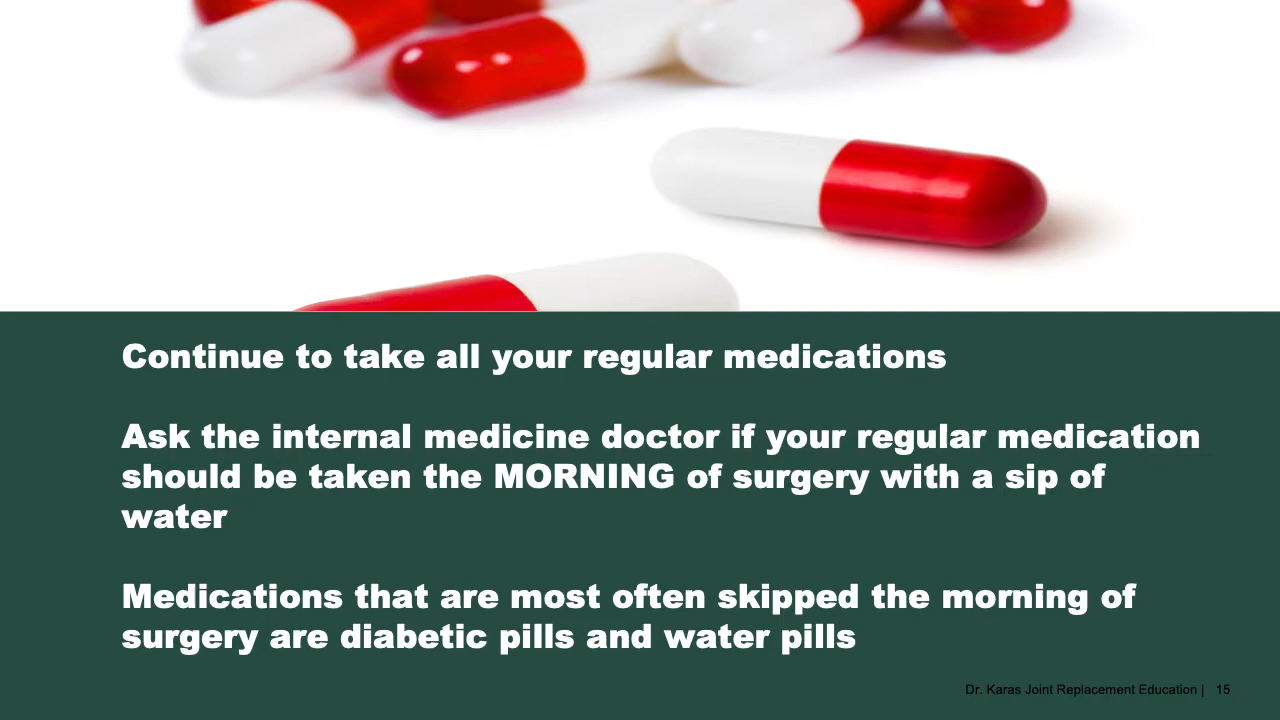 Continue to take all your regular medications
Ask the internal medicine doctor if your regular medication
should be taken the MORNING of surgery with a sip of
water
Medications that are most often skipped the morning of
surgery are diabetic pills and water pills
Dr. Karas Joint Replacement Education | 15